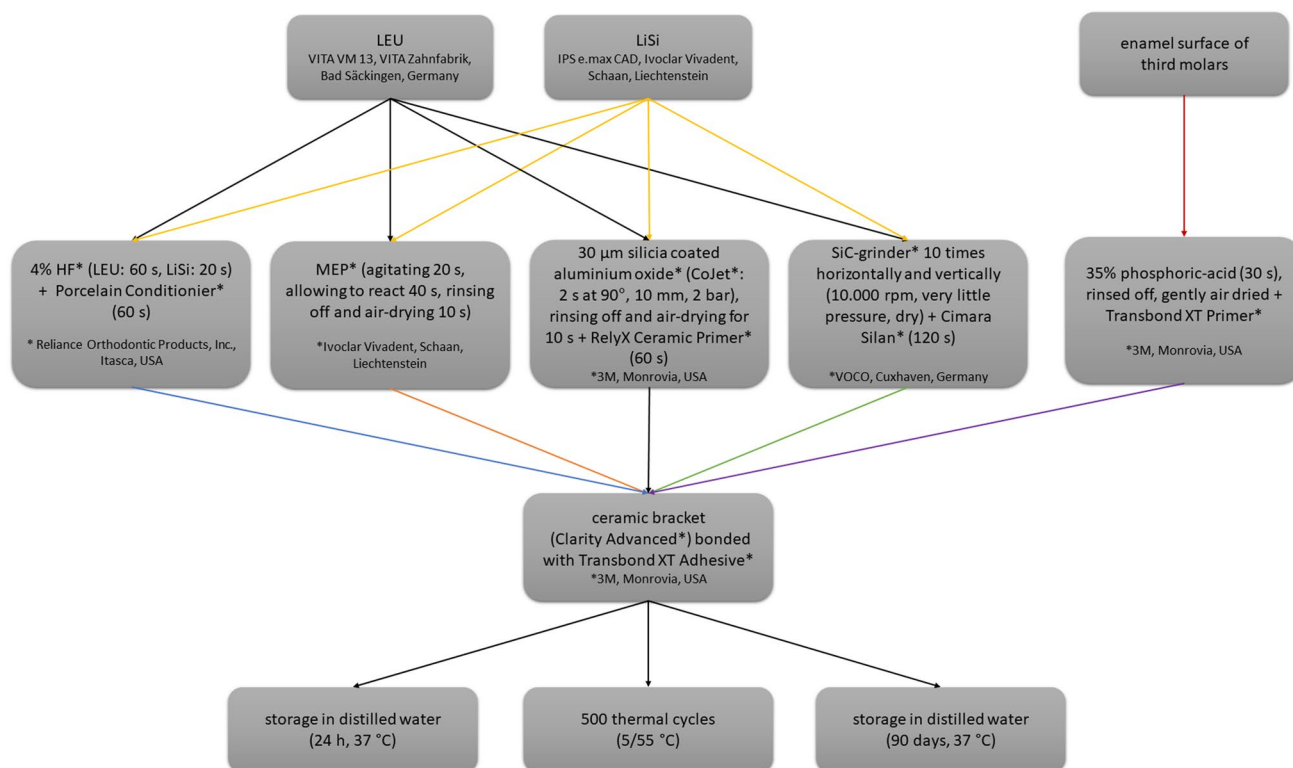 LEU
VITA VM 13, VITA Zahnfabrik,
Bad Säckingen, Germany
LiSi
IPS e.max CAD, Ivoclar Vivadent,
Schaan, Liechtenstein
enamel surface of
third molars
4% HF* (LEU: 60 s, LiSi: 20 s)
+ Porcelain Conditionier*
(60 s)
* Reliance Orthodontic Products, Inc.,
Itasca, USA
MEP* (agitating 20 s,
allowing to react 40 s, rinsing
off and air-drying 10 s)
*Ivoclar Vivadent, Schaan,
Liechtenstein
30 µm silicia coated
aluminium oxide* (CoJet*:
2 s at 90°, 10 mm, 2 bar),
rinsing off and air-drying for
10 s + RelyX Ceramic Primer*
(60 s)
*3M, Monrovia, USA
SiC-grinder* 10 times
horizontally and vertically
(10.000 rpm, very little
pressure, dry) + Cimara
Silan* (120 s)
*VOCO, Cuxhaven, Germany
35% phosphoric-acid (30 s),
rinsed off, gently air dried +
Transbond XT Primer*
*3M, Monrovia, USA
ceramic bracket
(Clarity Advanced*) bonded
with Transbond XT Adhesive*
*3M, Monrovia, USA
storage in distilled water
(24 h, 37 °C)
500 thermal cycles
(5/55 °C)
storage in distilled water
(90 days, 37 °C)